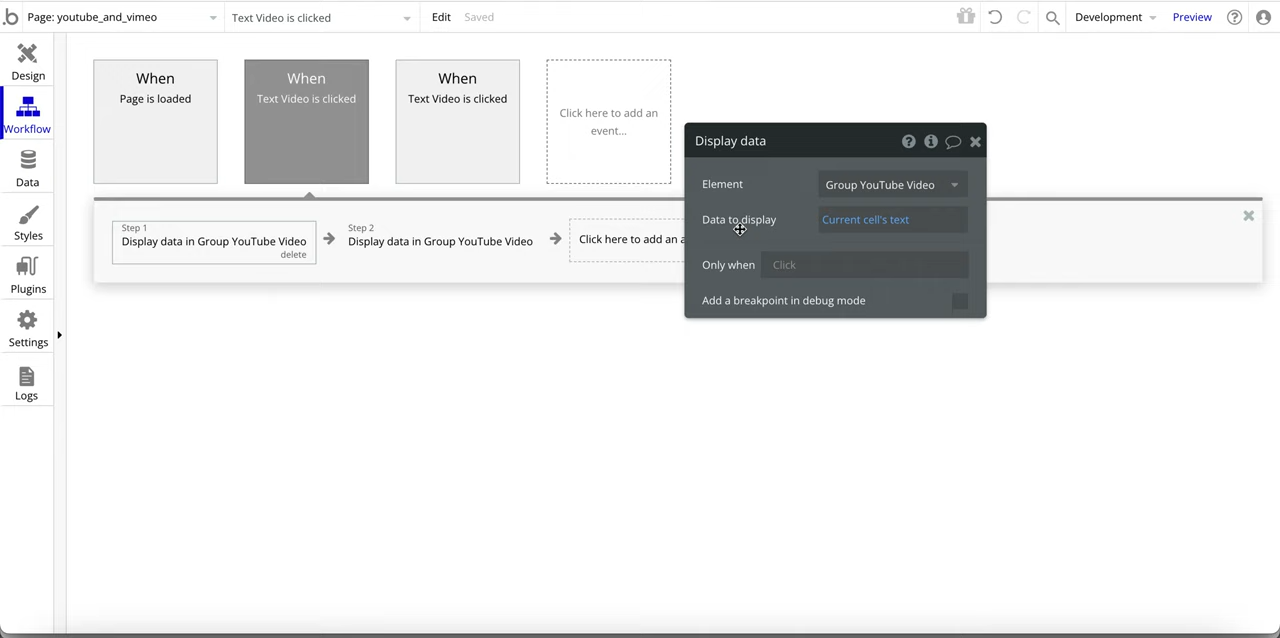 b Page: youtube_and_vimeo Text Video is clicked Edit Saved Development Preview ?
Design
Workflow
Data
Styles
Plugins
Settings
Logs
When
Page is loaded
When
Text Video is clicked
When
Text Video is clicked
Click here to add an
event...
Step 1
Display data in Group YouTube Video
delete
Step 2
Display data in Group YouTube Video
Click here to add an a
Display data
Element Group YouTube Video
Data to display Current cell's text
Only when Click
Add a breakpoint in debug mode